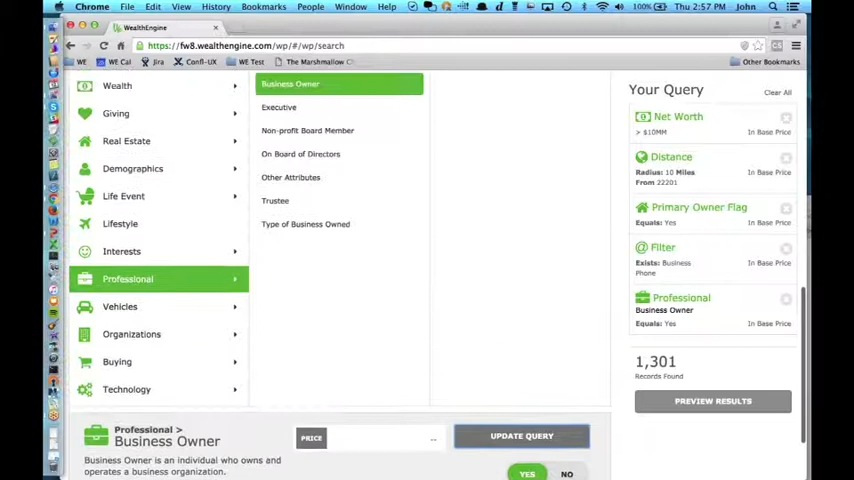 Chrome File Edit View History Bookmarks People Window Help 100% Thu 2:57 PM John
WealthEngine
https://fw8.wealthengine.com/wp/#/wp/search
WE WE Cal Jira Confl-UX WE Test The Marshmallow C Other Bookmarks
Wealth
Giving
Real Estate
Demographics
Life Event
Lifestyle
Interests
Professional
Vehicles
Organizations
Buying
Technology
Business Owner
Executive
Non-profit Board Member
On Board of Directors
Other Attributes
Trustee
Type of Business Owned
Your Query Clear All
Net Worth
> $10MM In Base Price
Distance
Radius: 10 Miles In Base Price
From 22201
Primary Owner Flag
Equals: Yes In Base Price
Filter
Exists: Business In Base Price
Phone
Professional
Business Owner
Equals: Yes In Base Price
1,301
Records Found
PREVIEW RESULTS
Professional >
Business Owner
PRICE --
UPDATE QUERY
Business Owner is an individual who owns and
operates a business organization.
YES NO